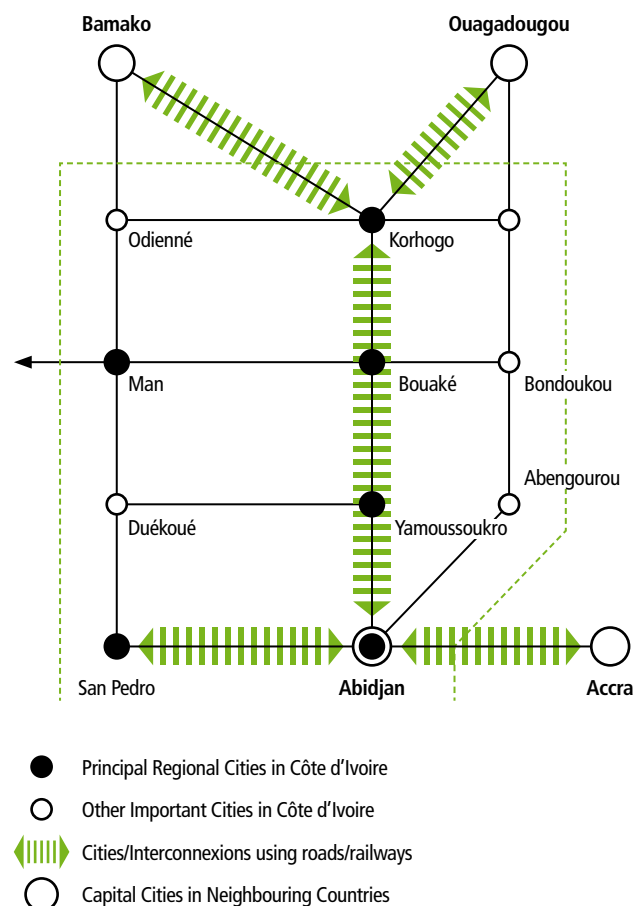 Bamako
Ouagadougou
Odienné
Korhogo
Man
Bouaké
Bondoukou
Abengourou
Duékoué
Yamoussoukro
San Pedro
Abidjan
Accra
Principal Regional Cities in Côte d'Ivoire
Other Important Cities in Côte d'Ivoire
Cities/Interconnexions using roads/railways
Capital Cities in Neighbouring Countries